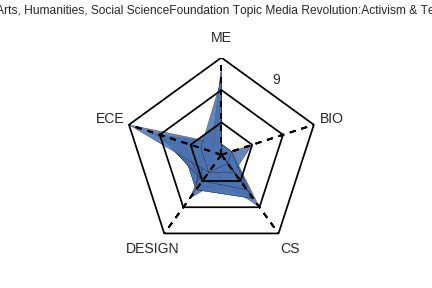 Arts, Humanities, Social ScienceFoundation Topic Media Revolution:Activism & Te
ME
9
ECE
BIO
DESIGN
CS